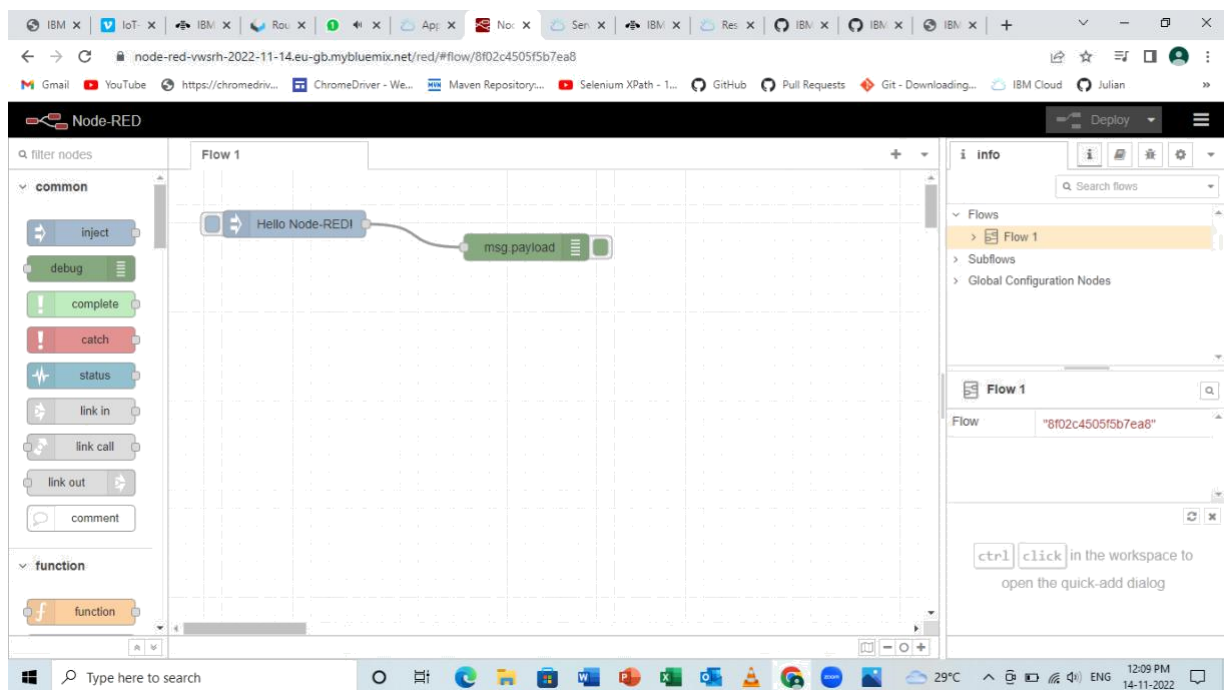 IBM IoT- IBM Rou App Noc Sen IBM Res IBM IBM IBM
node-red-vwsrh-2022-11-14.eu-gb.mybluemix.net/red/#flow/8f02c4505f5b7ea8
Gmail YouTube https://chromedriv... ChromeDriver - We... Maven Repository:... Selenium XPath - 1... GitHub Pull Requests Git - Downloading... IBM Cloud Julian »
Node-RED Deploy
filter nodes Flow 1 i info
Search flows
common
Flows
Hello Node-RED!
inject
Flow 1
msg.payload
Subflows
debug
Global Configuration Nodes
complete
catch
status
Flow 1
link in
Flow "8f02c4505f5b7ea8"
link call
link out
comment
ctrl click in the workspace to
function
open the quick-add dialog
function
Type here to search 29°C ENG 12:09 PM
14-11-2022